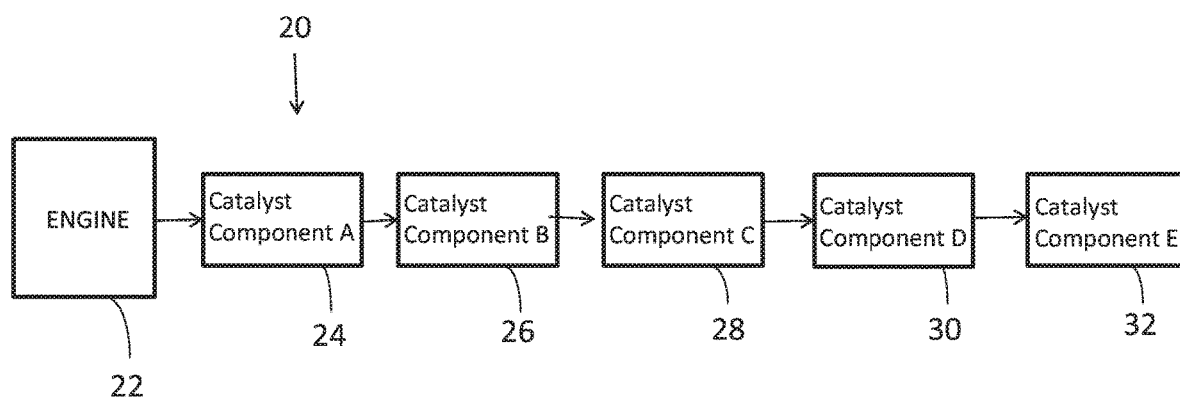 20
ENGINE
Catalyst
Component A
Catalyst
Component B
Catalyst
Component C
Catalyst
Component D
Catalyst
Component E
22
24
26
28
30
32